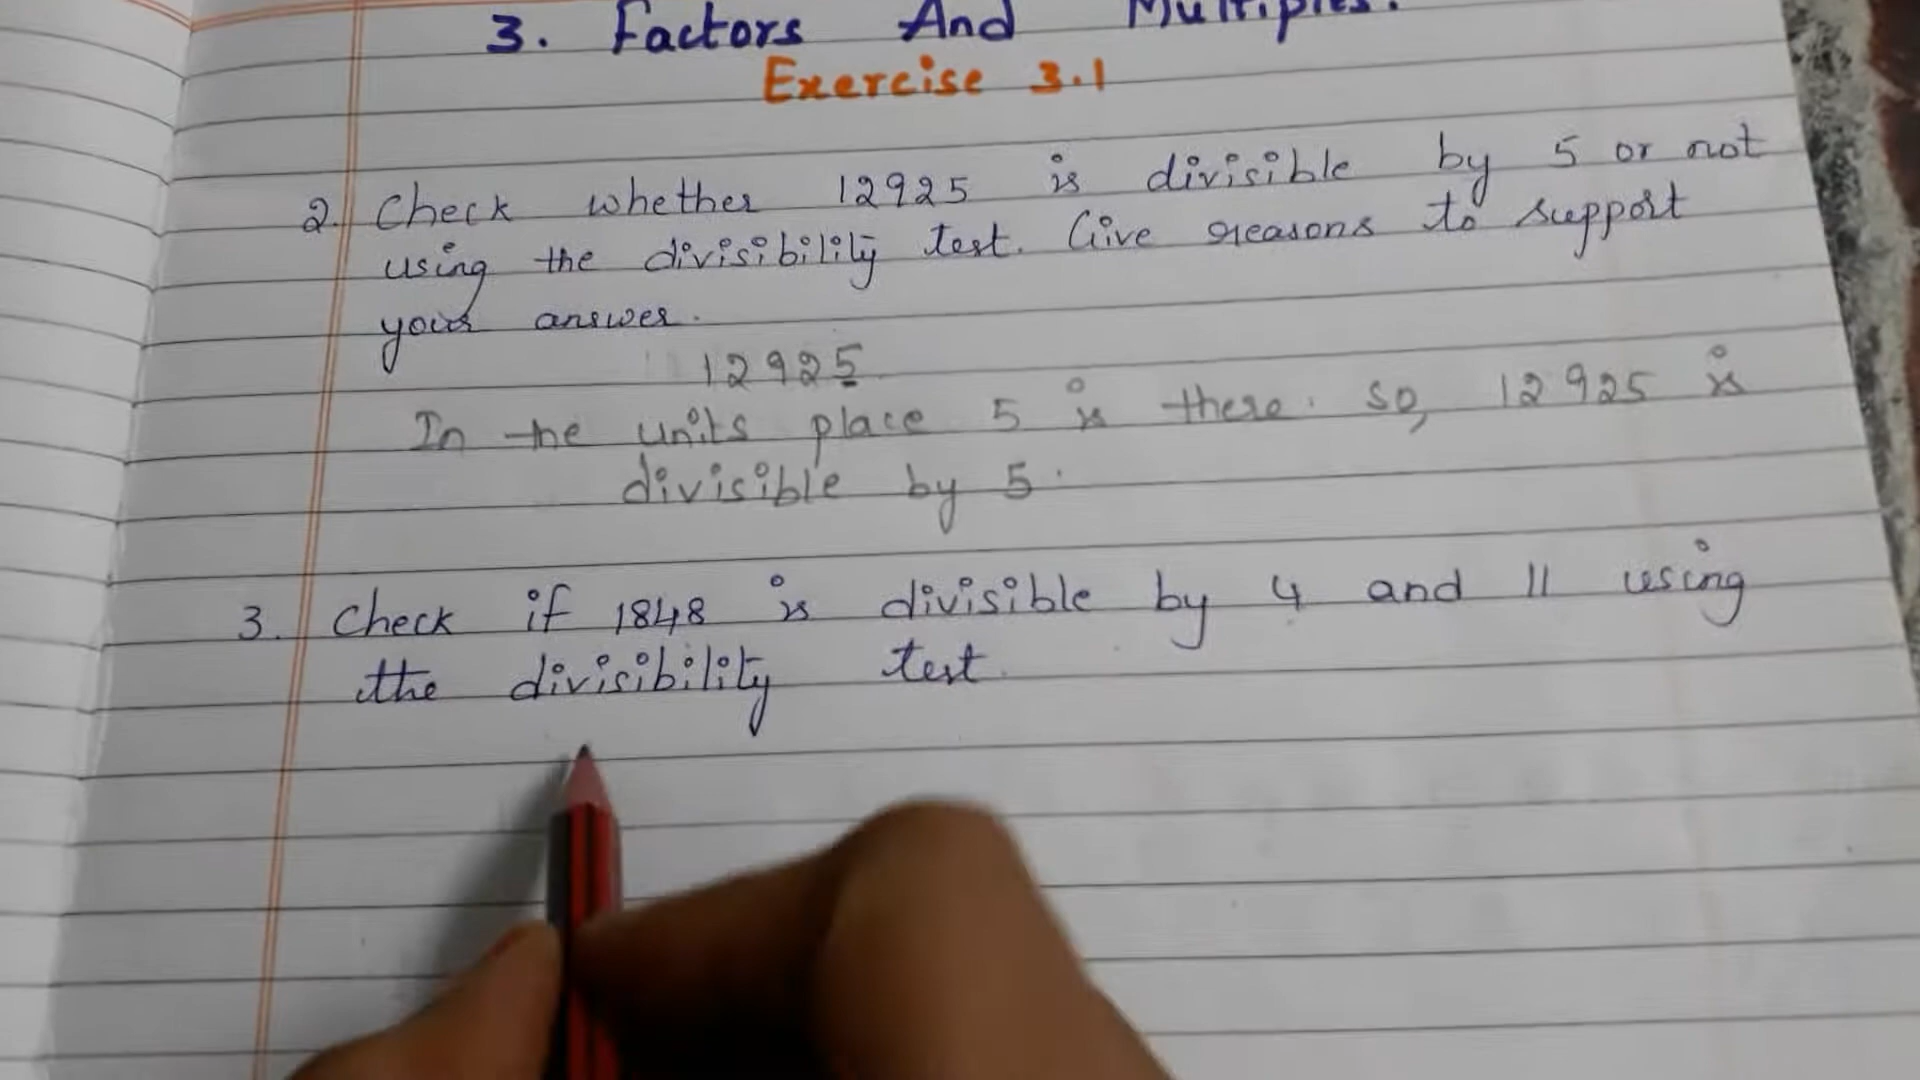 3. Factors And Multiples.
Exercise 3.1
2. Check whether 12925 is divisible by 5 or not
using the divisibility test. Give reasons to support
your answer.
12925
In the units place 5 is there. so, 12925 is
divisible by 5.
3. Check if 1848 is divisible by 4 and 11 using
the divisibility test.